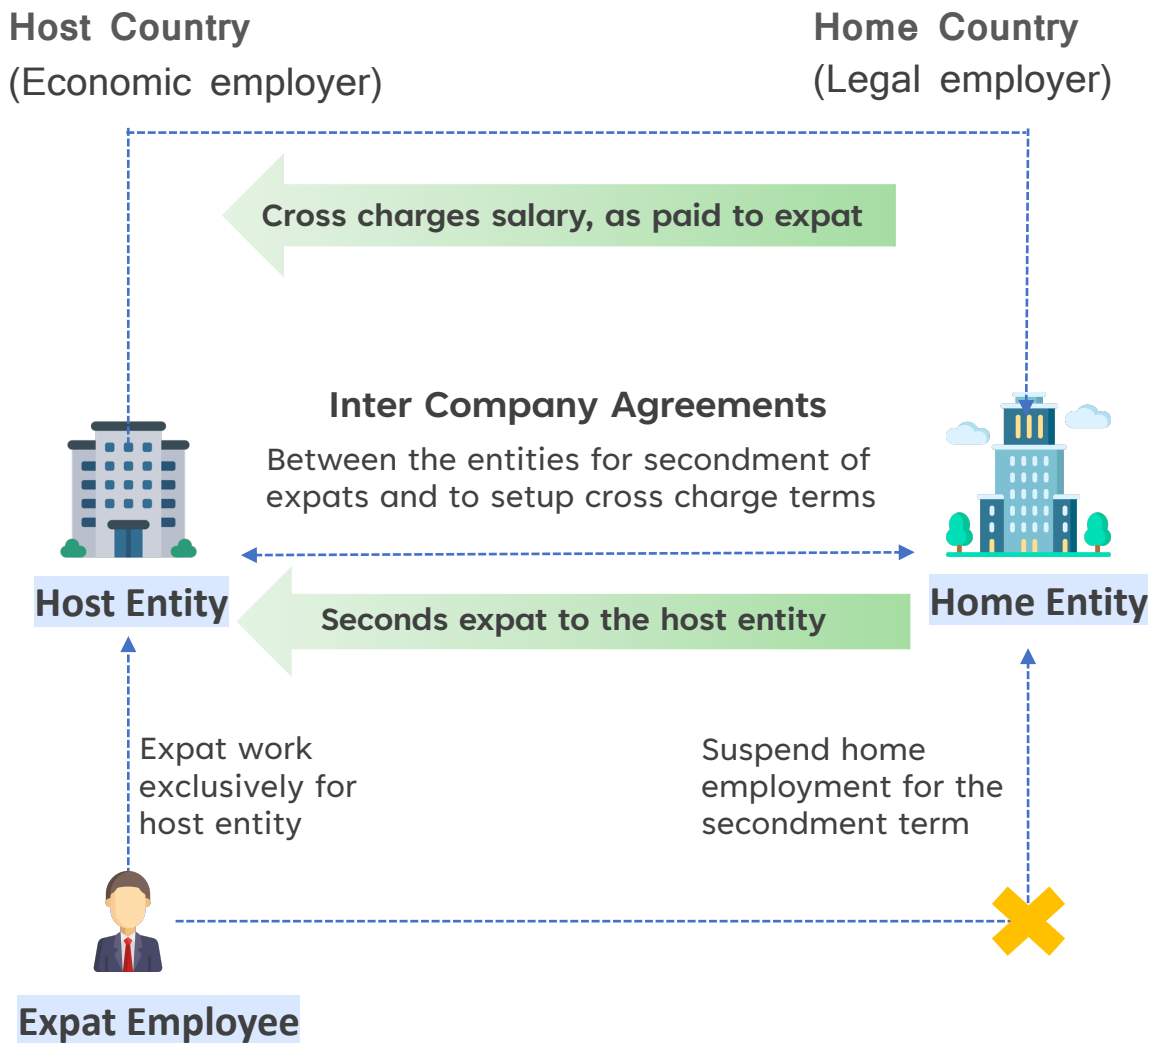 Host Country
(Economic employer)
Home Country
(Legal employer)
Cross charges salary, as paid to expat
Inter Company Agreements
Between the entities for secondment of
expats and to setup cross charge terms
Host Entity
Home Entity
Seconds expat to the host entity
Expat work
exclusively for
host entity
Suspend home
employment for the
secondment term
Expat Employee